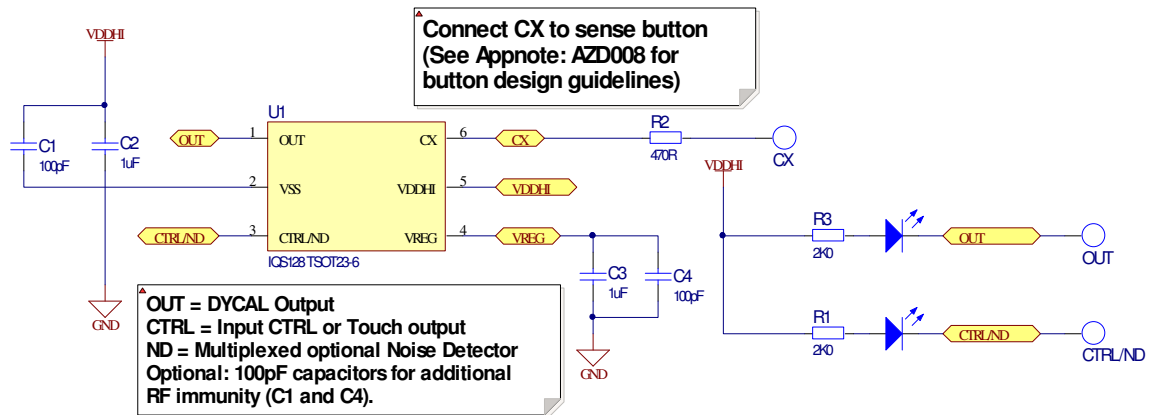 Connect CX to sense button
(See Appnote: AZD008 for
button design guidelines)
VDDHI
C1
100pF
C2
1uF
GND
U1
OUT
1
OUT
2
VSS
CTRL/ND
3
CTRL/ND
CX
6
CX
VDDHI
5
VDDHI
VREG
4
VREG
IQS128 TSOT23-6
R2
470R
CX
C3
1uF
C4
100pF
GND
VDDHI
R3
2K0
OUT
OUT
R1
2K0
CTRL/ND
CTRL/ND
OUT = DYCAL Output
CTRL = Input CTRL or Touch output
ND = Multiplexed optional Noise Detector
Optional: 100pF capacitors for additional
RF immunity (C1 and C4).